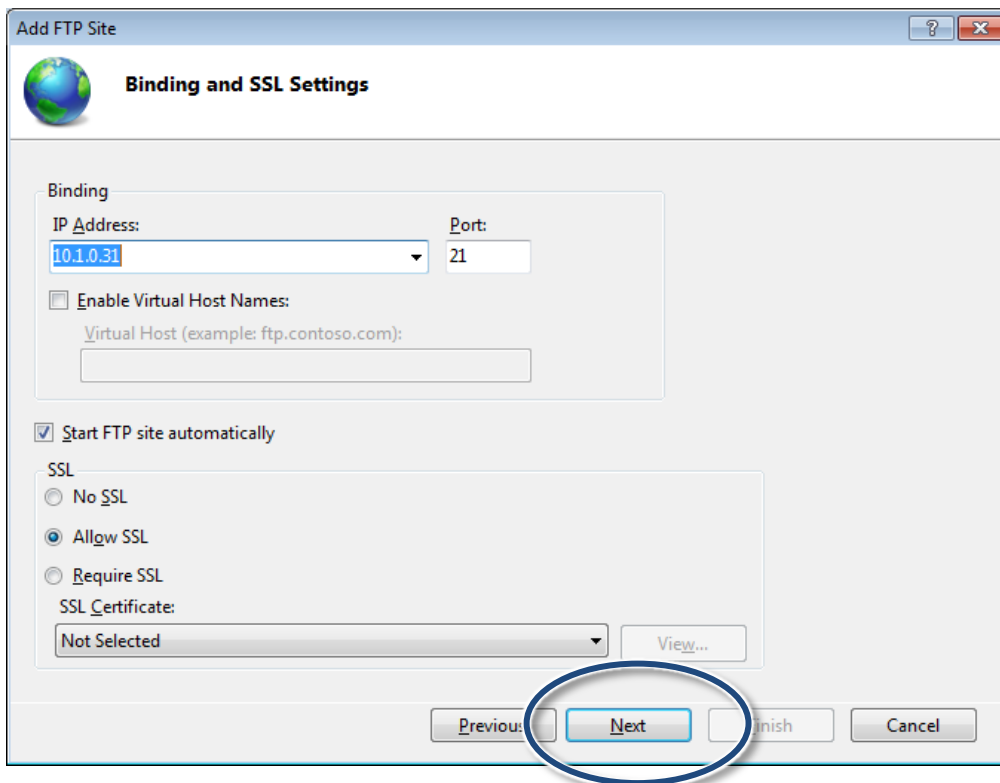 Add FTP Site
Binding and SSL Settings
Binding
IP Address: Port:
10.1.0.31 21
Enable Virtual Host Names:
Virtual Host (example: ftp.contoso.com):
Start FTP site automatically
SSL
No SSL
Allow SSL
Require SSL
SSL Certificate:
Not Selected View...
Previous Next Finish Cancel